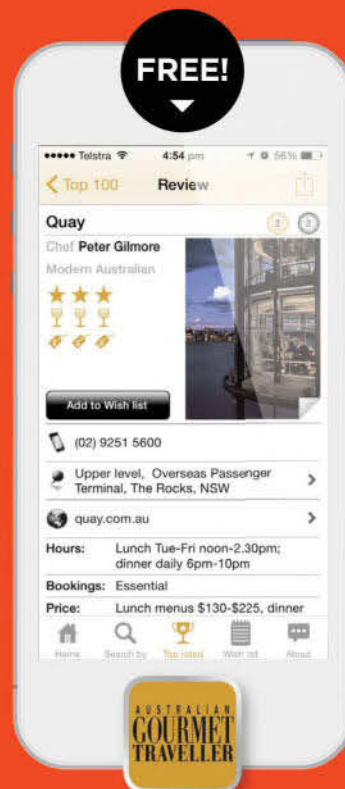 FREE!
Telstra 4:54 pm 56%
Top 100 Review
Quay
Chef Peter Gilmore
Modern Australian
Add to Wish list
(02) 9251 5600
Upper level, Overseas Passenger
Terminal, The Rocks, NSW
quay.com.au
Hours: Lunch Tue-Fri noon-2.30pm;
dinner daily 6pm-10pm
Bookings: Essential
Price: Lunch menus $130-$225, dinner
Home Search by Top rated Wish list About
AUSTRALIAN
GOURMET
TRAVELLER